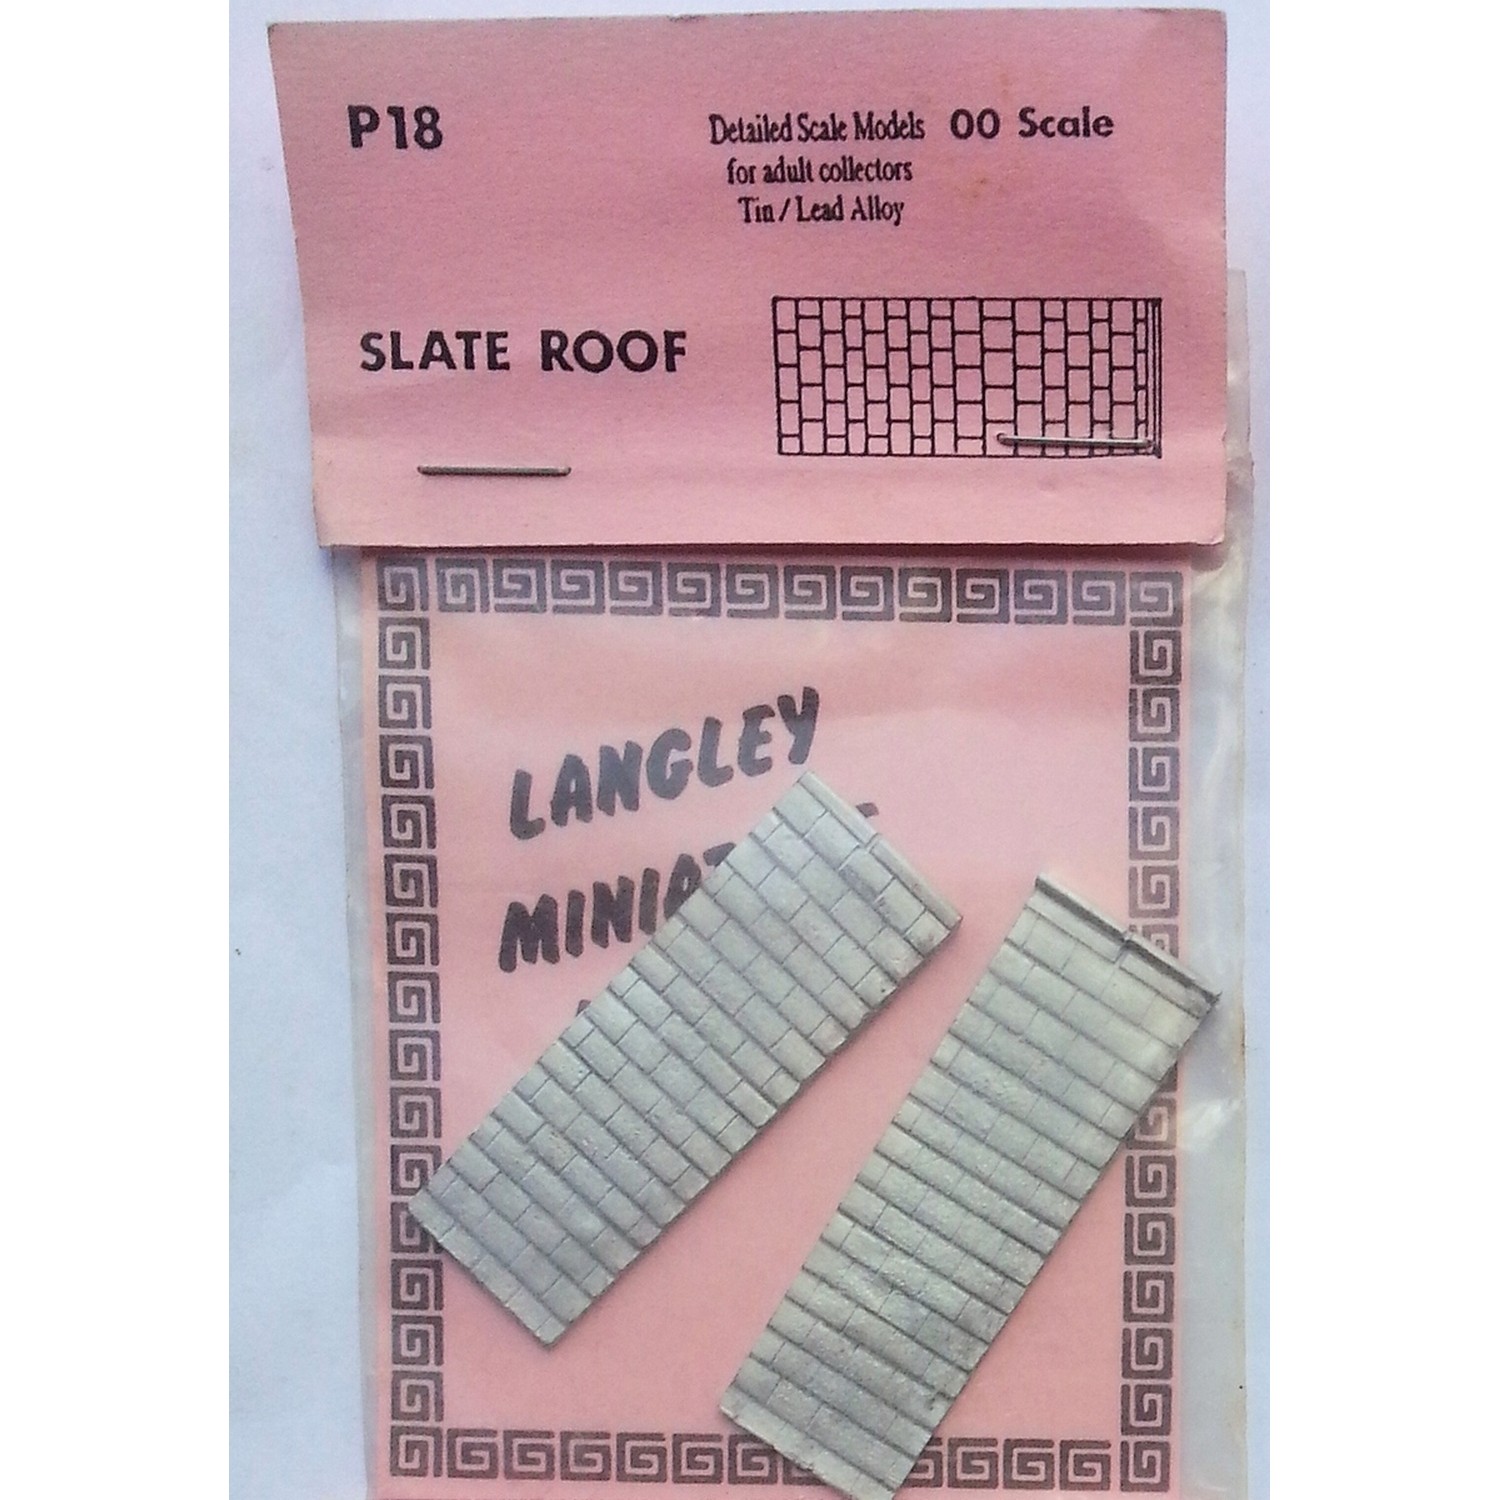 P18
Detailed Scale Models 00 Scale
for adult collectors
Tin / Lead Alloy
SLATE ROOF
LANGLEY